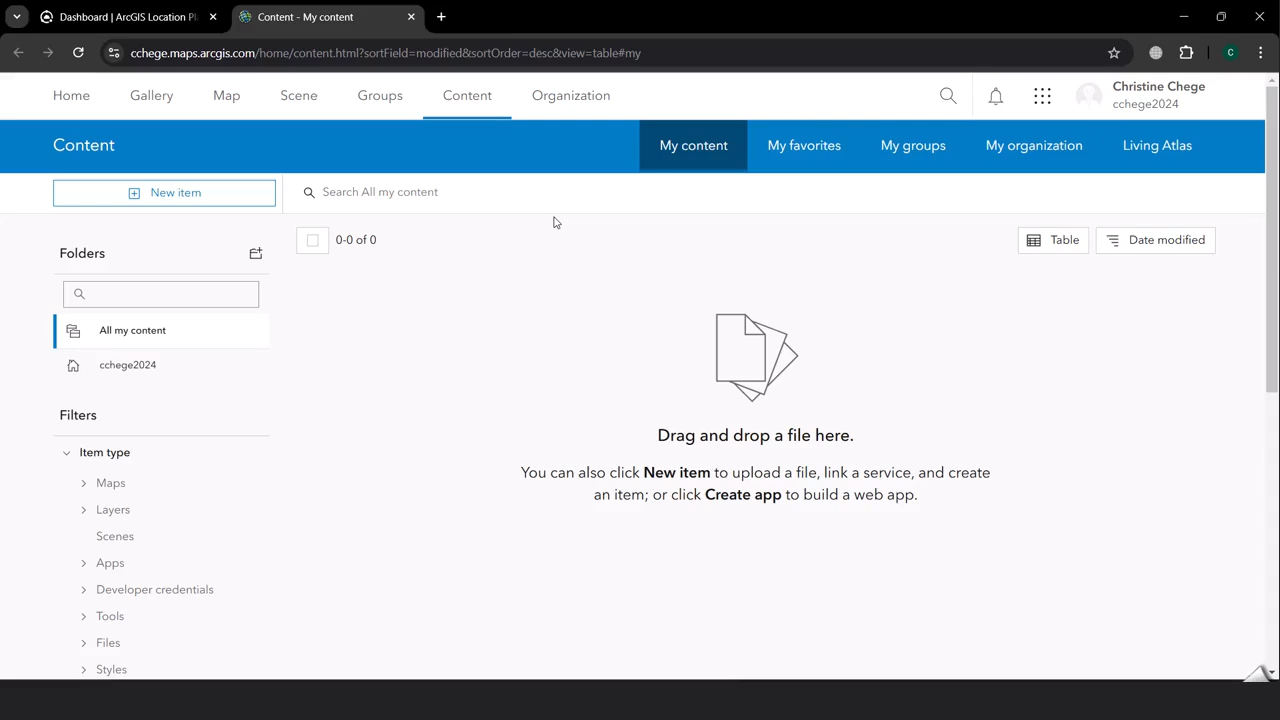 Dashboard | ArcGIS Location Pl
Content - My content
cchege.maps.arcgis.com/home/content.html?sortField=modified&sortOrder=desc&view=table#my
C
Home
Gallery
Map
Scene
Groups
Content
Organization
Christine Chege
cchege2024
Content
My content
My favorites
My groups
My organization
Living Atlas
New item
Search All my content
Folders
0-0 of 0
Table
Date modified
All my content
cchege2024
Filters
Item type
Maps
Layers
Scenes
Apps
Developer credentials
Tools
Files
Styles
Drag and drop a file here.
You can also click New item to upload a file, link a service, and create
an item; or click Create app to build a web app.